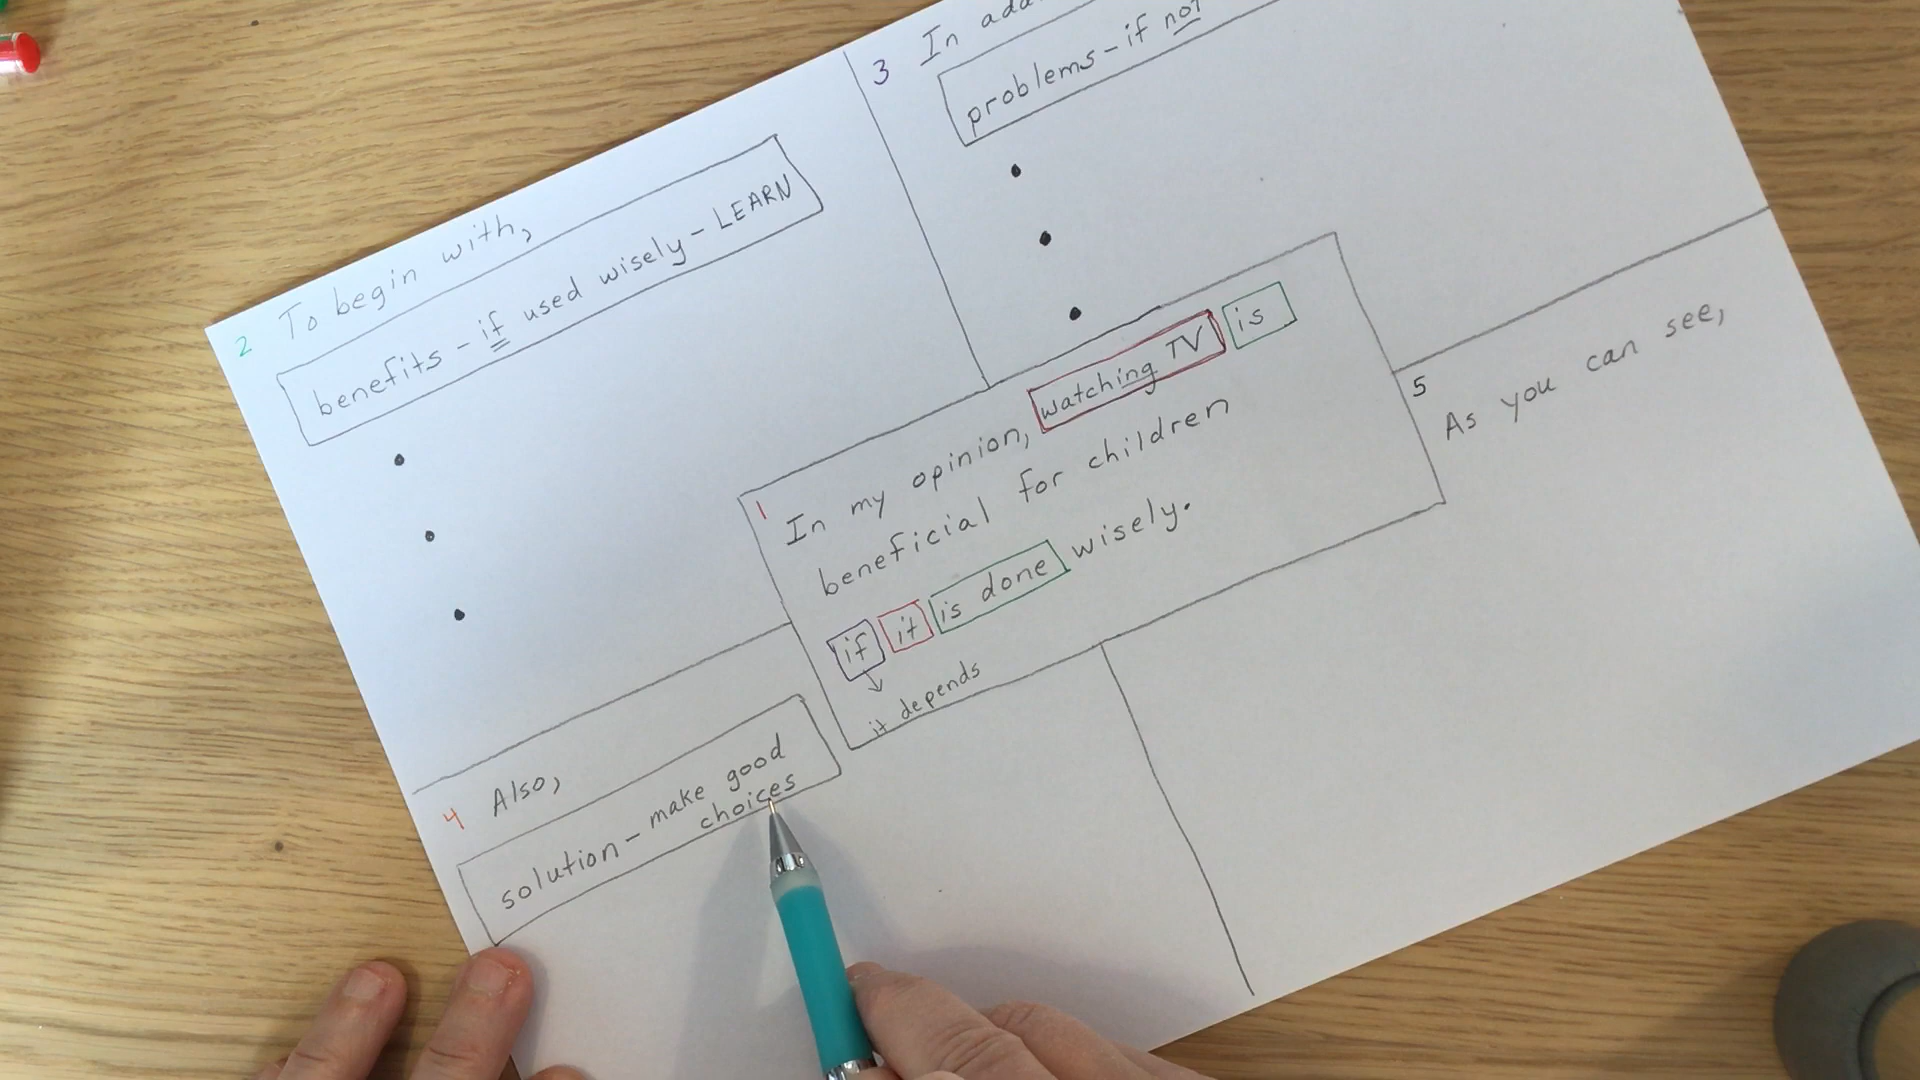 1
In my opinion, watching TV is
beneficial for children
if it is done wisely.
it depends
2 To begin with,
benefits - if used wisely - LEARN
3 In
problems - if not
4 Also,
solution - make good
choices
5
As you can see,